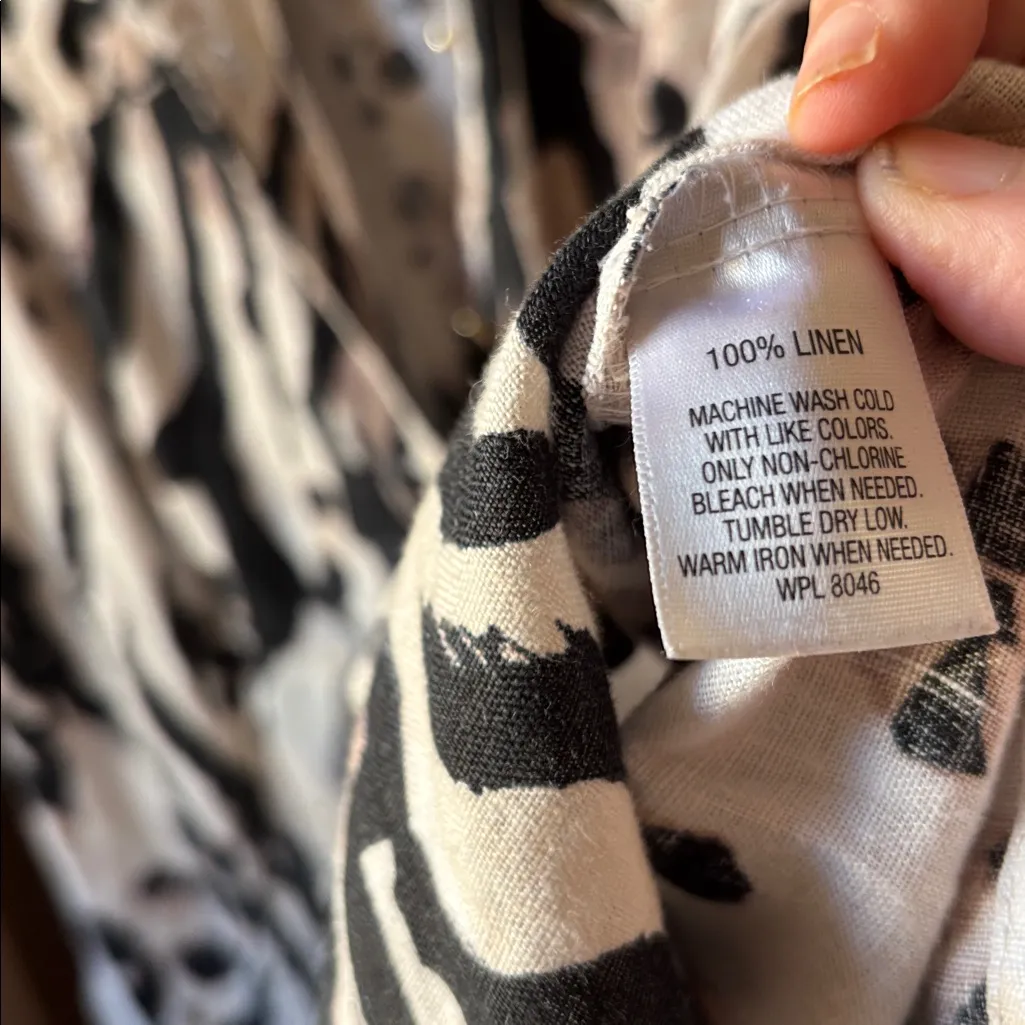 100% LINEN
MACHINE WASH COLD
WITH LIKE COLORS.
ONLY NON-CHLORINE
BLEACH WHEN NEEDED.
TUMBLE DRY LOW.
WARM IRON WHEN NEEDED.
WPL 8046